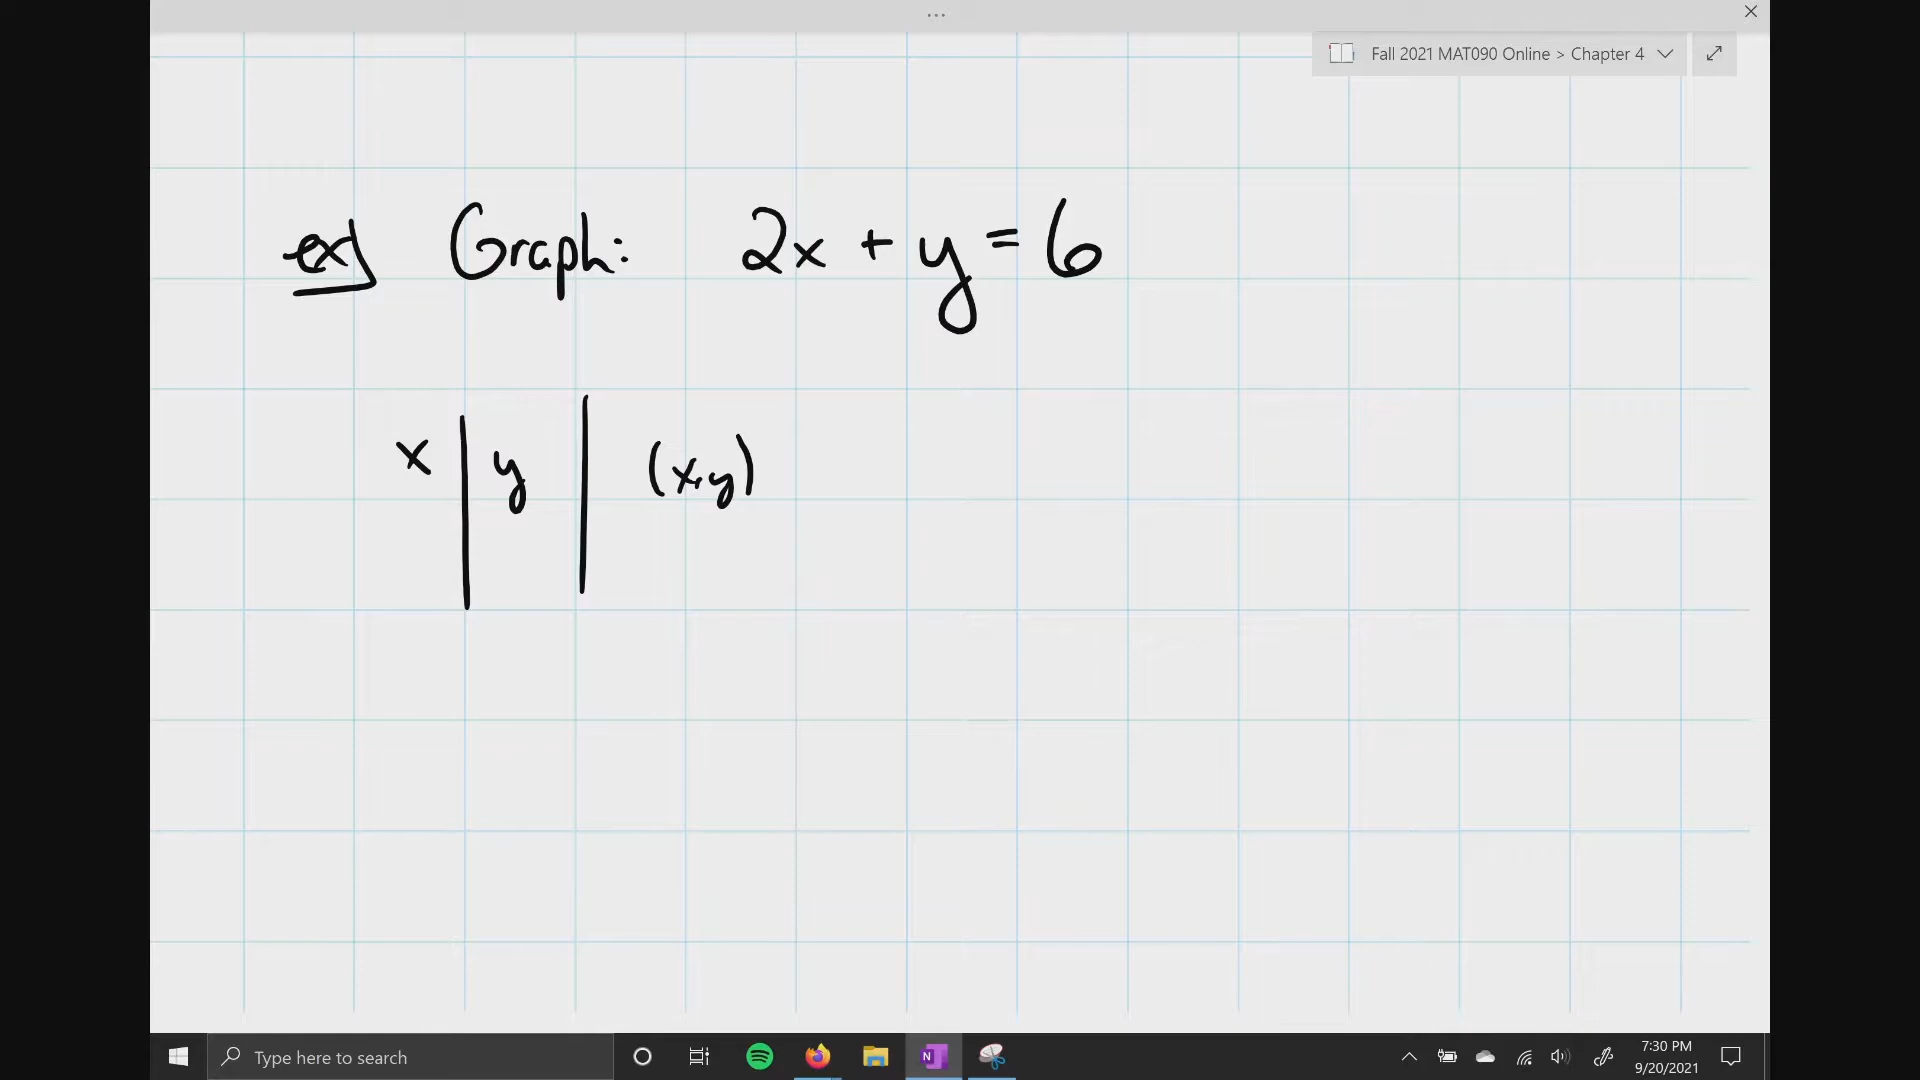 ...
Fall 2021 MAT090 Online > Chapter 4
ex) Graph: 2x + y = 6
x | y | (x,y)
Type here to search
7:30 PM
9/20/2021